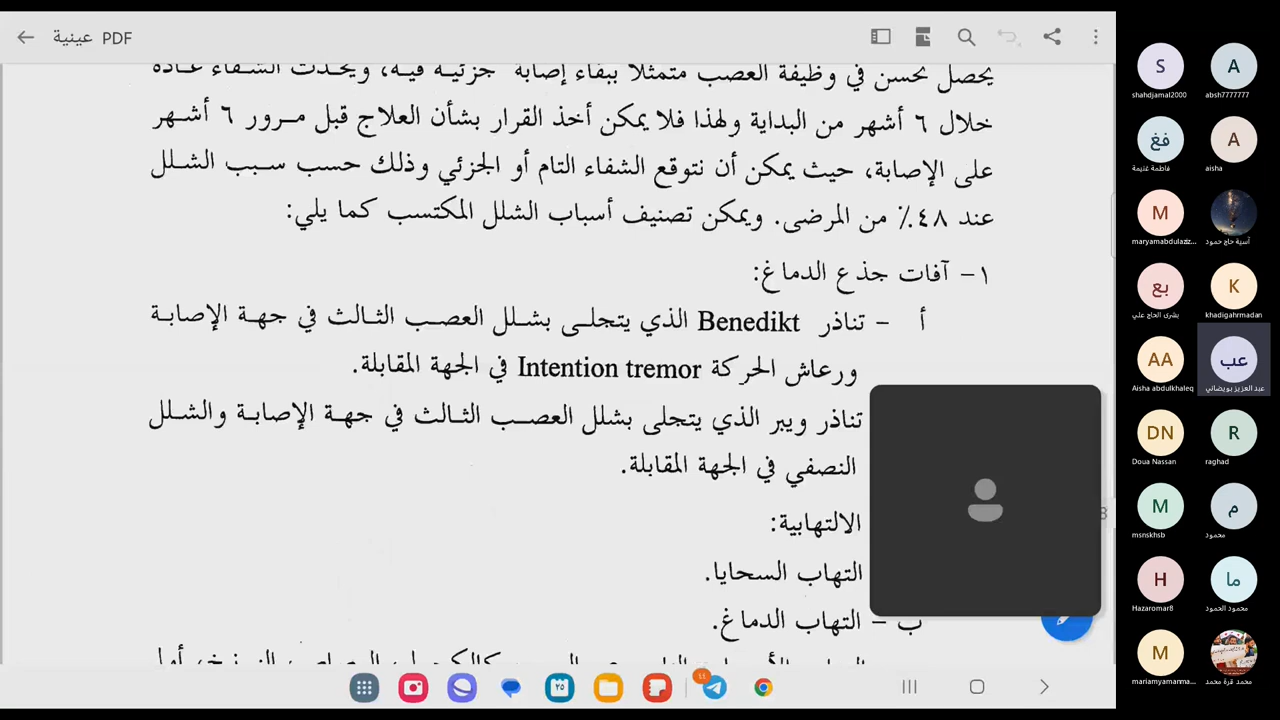 PDF عينية
يحصل تحسن في وظيفة العصب متمثلاً ببقاء إصابة جزئية فيه، ويحدث الشفاء عادة
خلال ٦ أشهر من البداية ولهذا فلا يمكن أخذ القرار بشأن العلاج قبل مرور ٦ أشهر
على الإصابة، حيث يمكن أن نتوقع الشفاء التام أو الجزئي وذلك حسب سبب الشلل
عند ٤٨٪ من المرضى. ويمكن تصنيف أسباب الشلل المكتسب كما يلي:
١- آفات جذع الدماغ:
أ - تناذر Benedikt الذي يتجلى بشلل العصب الثالث في جهة الإصابة
ورعاش الحركة Intention tremor في الجهة المقابلة.
تناذر ويبر الذي يتجلى بشلل العصب الثالث في جهة الإصابة والشلل
النصفي في الجهة المقابلة.
الالتهابية:
التهاب السحايا.
ب - التهاب الدماغ.
8
٢٥
11
S
shahdjamal2000
A
absh7777777
فغ
فاطمة غنيمة
A
aisha
M
maryamabdulaziz...
آسية حاج حمود
بع
بشرى الحاج علي
K
khadigahrmadan
AA
Aisha abdulkhaleq
عب
عبد العزيز بويضاني
DN
Doua Nassan
R
raghad
M
msnskhsb
م
محمود
H
Hazaromar8
ما
محمود الحمود
M
mariamyamanma...
محمد قرة محمد